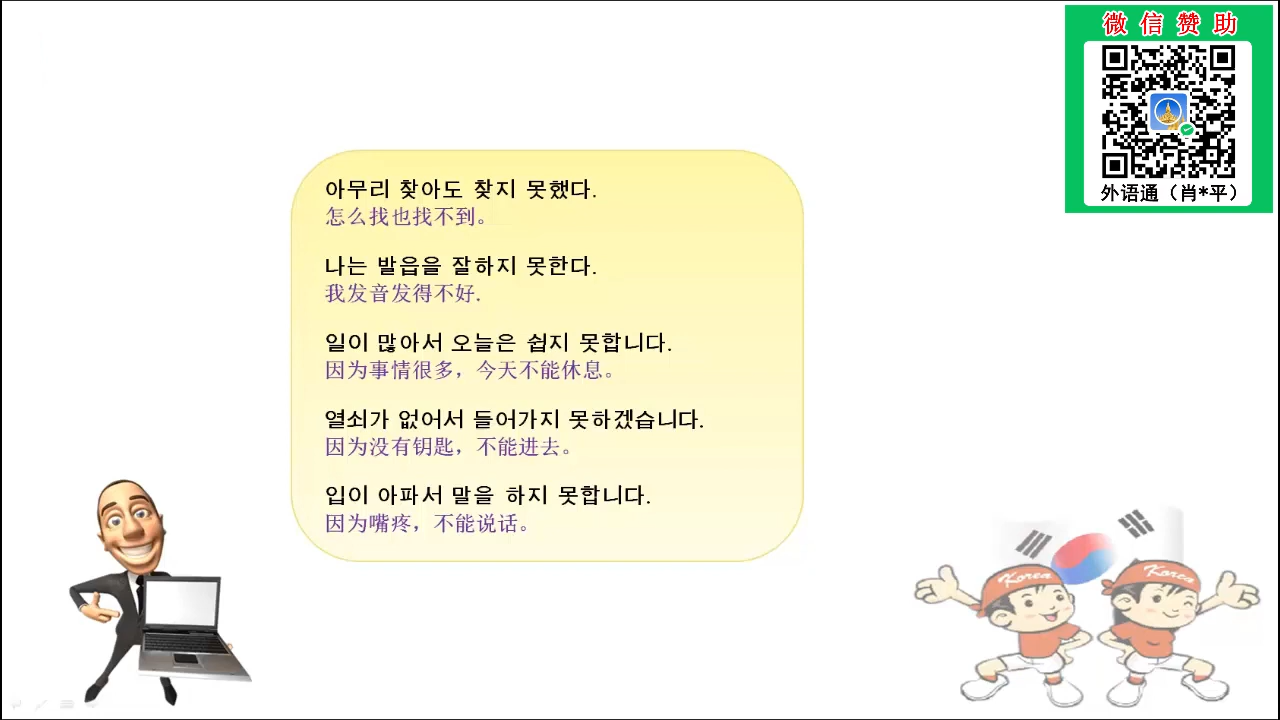 微信赞助
外语通（肖*平）
아무리 찾아도 찾지 못했다.
怎么找也找不到。
나는 발읍을 잘하지 못한다.
我发音发得不好.
일이 많아서 오늘은 쉽지 못합니다.
因为事情很多，今天不能休息。
열쇠가 없어서 들어가지 못하겠습니다.
因为没有钥匙，不能进去。
입이 아파서 말을 하지 못합니다.
因为嘴疼，不能说话。
Korea
Korea